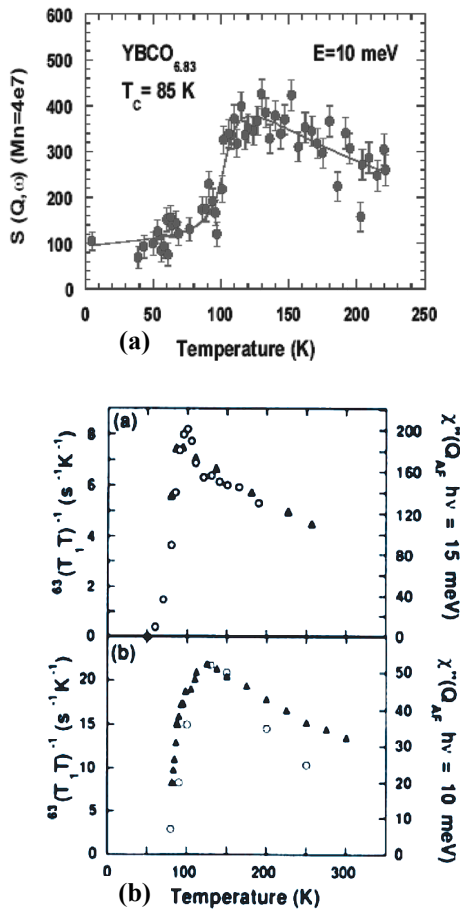 600
500
400
300
200
100
0
S (Q,ω) (Mn=4e7)
YBCO6.83
E=10 meV
TC = 85 K
0 50 100 150 200 250
(a)
Temperature (K)
(a)
8
6
4
2
0
63(T1T)-1 (s-1K-1)
200
160
120
80
40
0
χ''(QAF hν = 15 meV)
(b)
20
15
10
5
0
63(T1T)-1 (s-1K-1)
50
40
30
20
10
0
χ''(QAF hν = 10 meV)
0 100 200 300
(b)
Temperature (K)